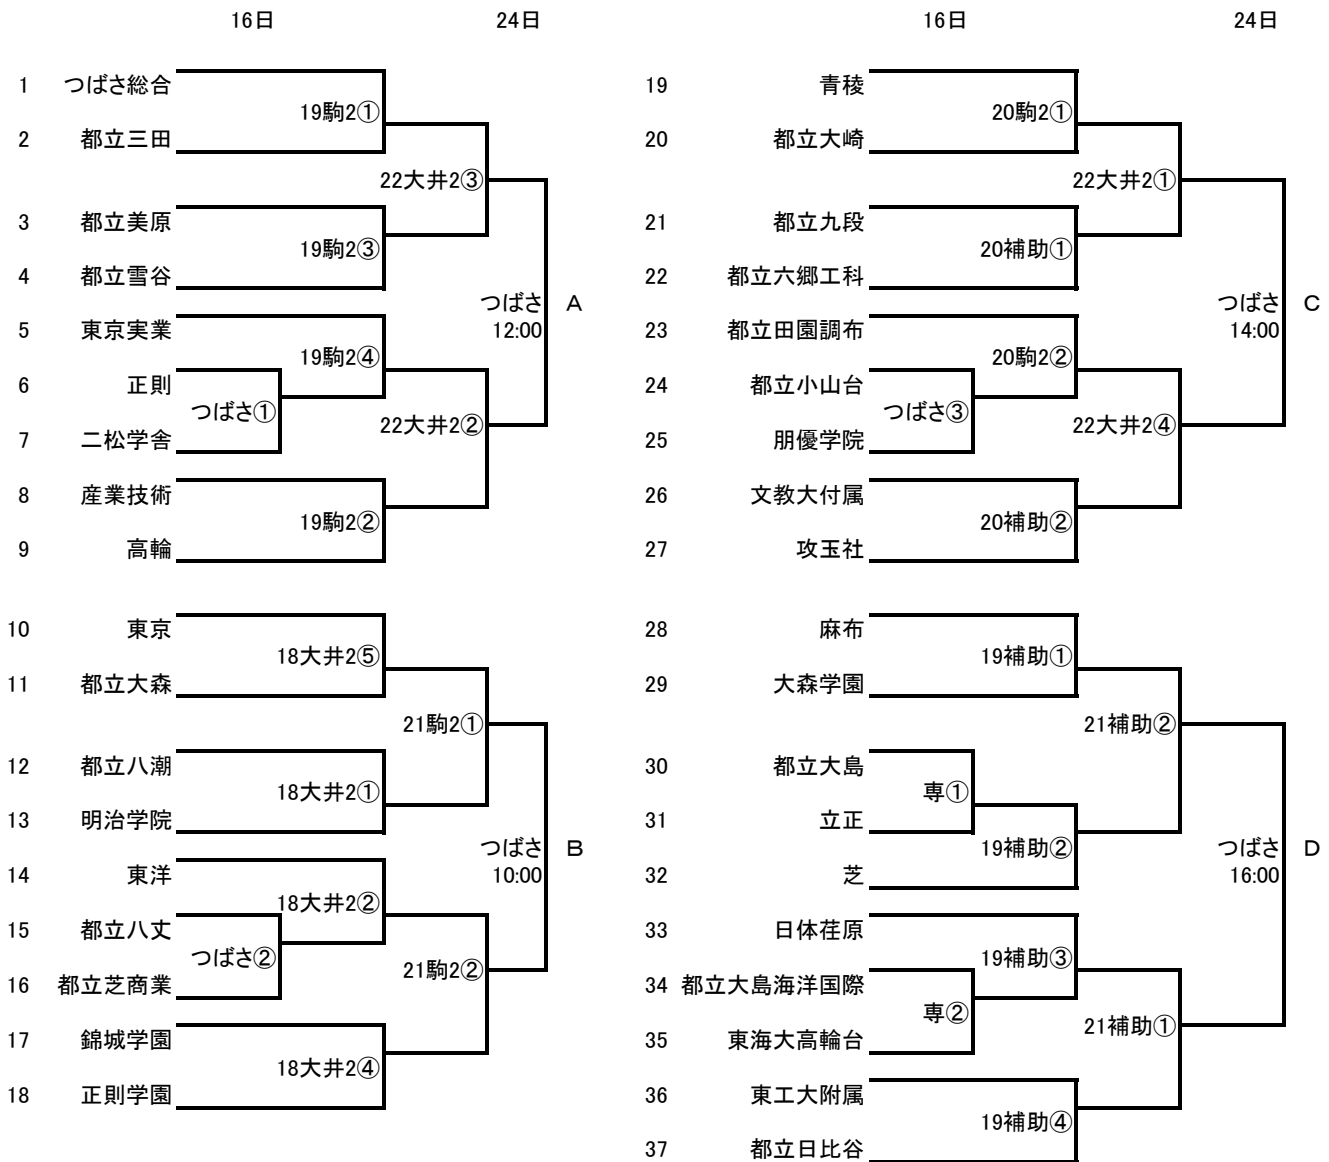 16日 24日
1 つばさ総合
19駒2①
2 都立三田
22大井2③
3 都立美原
19駒2③
4 都立雪谷
つばさ A
12:00
5 東京実業
19駒2④
6 正則
つばさ①
22大井2②
7 二松学舎
8 産業技術
19駒2②
9 高輪
10 東京
18大井2⑤
11 都立大森
21駒2①
12 都立八潮
18大井2①
13 明治学院
つばさ B
10:00
14 東洋
18大井2②
15 都立八丈
つばさ②
21駒2②
16 都立芝商業
17 錦城学園
18大井2④
18 正則学園
16日 24日
19 青稜
20駒2①
20 都立大崎
22大井2①
21 都立九段
20補助①
22 都立六郷工科
つばさ C
14:00
23 都立田園調布
20駒2②
24 都立小山台
つばさ③
22大井2④
25 朋優学院
26 文教大付属
20補助②
27 攻玉社
28 麻布
19補助①
29 大森学園
21補助②
30 都立大島
専①
31 立正
19補助②
32 芝
つばさ D
16:00
33 日体荏原
19補助③
34 都立大島海洋国際
専②
21補助①
35 東海大高輪台
36 東工大附属
19補助④
37 都立日比谷